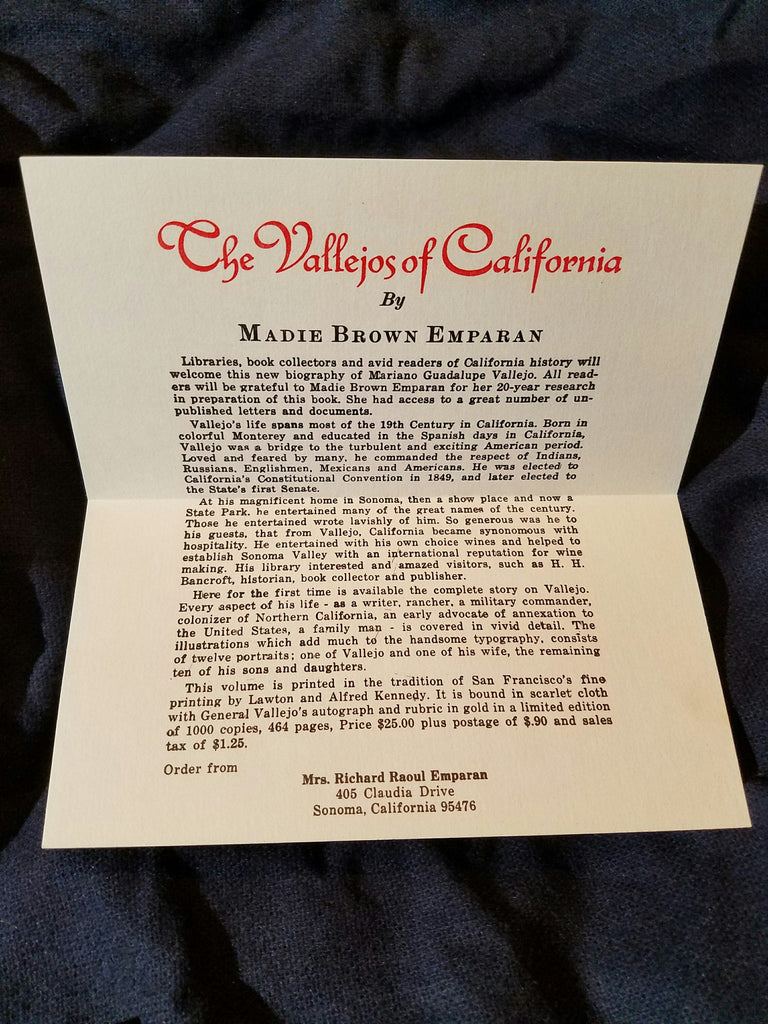 The Vallejos of California
By
MADIE BROWN EMPARAN
Libraries, book collectors and avid readers of California history will
welcome this new biography of Mariano Guadalupe Vallejo. All read-
ers will be grateful to Madie Brown Emparan for her 20-year research
in preparation of this book. She had access to a great number of un-
published letters and documents.
Vallejo's life spans most of the 19th Century in California. Born in
colorful Monterey and educated in the Spanish days in California,
Vallejo was a bridge to the turbulent and exciting American period.
Loved and feared by many, he commanded the respect of Indians,
Russians, Englishmen, Mexicans and Americans. He was elected to
California's Constitutional Convention in 1849, and later elected to
the State's first Senate.
At his magnificent home in Sonoma, then a show place and now a
State Park, he entertained many of the great names of the century.
Those he entertained wrote lavishly of him. So generous was he to
his guests, that from Vallejo, California became synonomous with
hospitality. He entertained with his own choice wines and helped to
establish Sonoma Valley with an international reputation for wine
making. His library interested and amazed visitors, such as H. H.
Bancroft, historian, book collector and publisher.
Here for the first time is available the complete story on Vallejo.
Every aspect of his life - as a writer, rancher, a military commander,
colonizer of Northern California, an early advocate of annexation to
the United States, a family man - is covered in vivid detail. The
illustrations which add much to the handsome typography, consists
of twelve portraits; one of Vallejo and one of his wife, the remaining
ten of his sons and daughters.
This volume is printed in the tradition of San Francisco's fine
printing by Lawton and Alfred Kennedy. It is bound in scarlet cloth
with General Vallejo's autograph and rubric in gold in a limited edition
of 1000 copies, 464 pages, Price $25.00 plus postage of $.90 and sales
tax of $1.25.
Order from
Mrs. Richard Raoul Emparan
405 Claudia Drive
Sonoma, California 95476